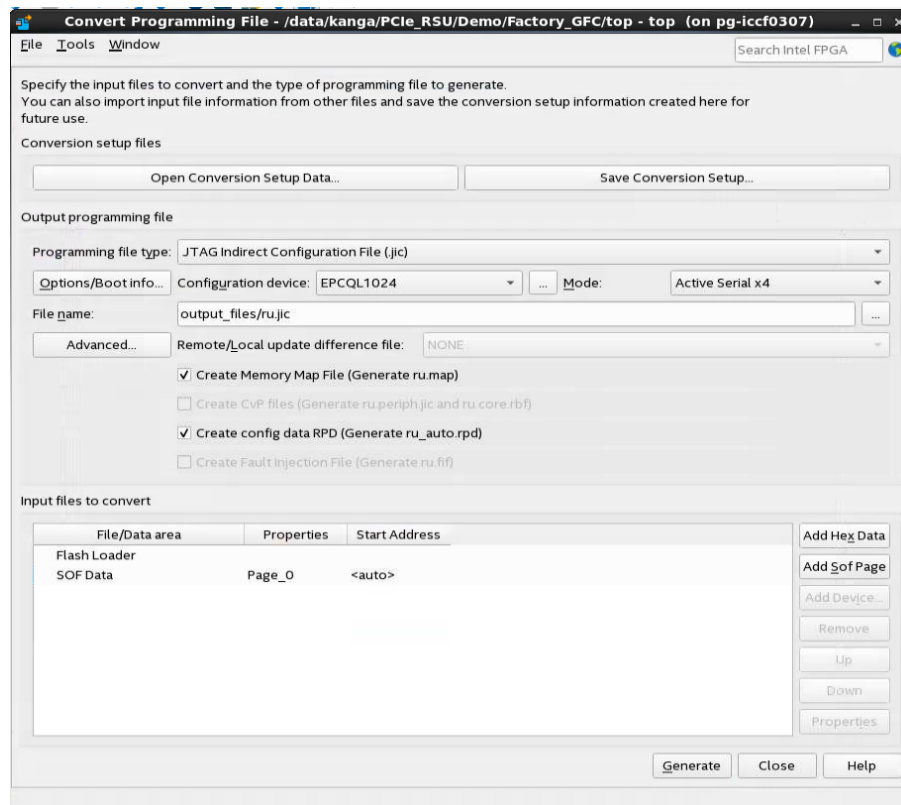 Convert Programming File - /data/kanga/PCIe_RSU/Demo/Factory_GFC/top - top (on pg-iccf0307)
File Tools Window
Search Intel FPGA
Specify the input files to convert and the type of programming file to generate.
You can also import input file information from other files and save the conversion setup information created here for
future use.
Conversion setup files
Open Conversion Setup Data... Save Conversion Setup...
Output programming file
Programming file type: JTAG Indirect Configuration File (.jic)
Options/Boot info... Configuration device: EPCQL1024 ... Mode: Active Serial x4
File name: output_files/ru.jic ...
Advanced... Remote/Local update difference file: NONE
Create Memory Map File (Generate ru.map)
Create CvP files (Generate ru.periph.jic and ru.core.rbf)
Create config data RPD (Generate ru_auto.rpd)
Create Fault Injection File (Generate ru.fif)
Input files to convert
File/Data area Properties Start Address
Flash Loader
SOF Data Page_0 <auto>
Add Hex Data
Add Sof Page
Add Device...
Remove
Up
Down
Properties
Generate Close Help